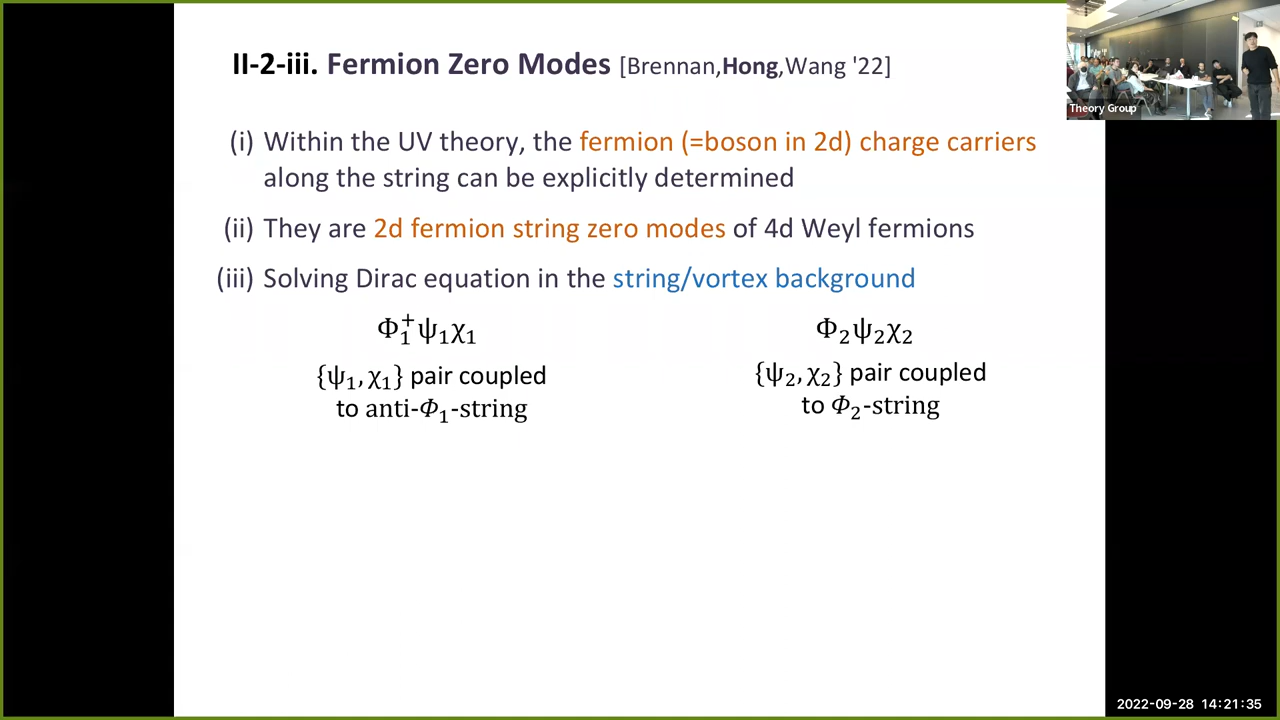 II-2-iii. Fermion Zero Modes [Brennan,Hong,Wang '22]
Theory Group
(i) Within the UV theory, the fermion (=boson in 2d) charge carriers
along the string can be explicitly determined
(ii) They are 2d fermion string zero modes of 4d Weyl fermions
(iii) Solving Dirac equation in the string/vortex background
Φ₁⁺ψ₁χ₁
{ψ₁, χ₁} pair coupled
to anti-Φ₁-string
Φ₂ψ₂χ₂
{ψ₂, χ₂} pair coupled
to Φ₂-string
2022-09-28 14:21:35